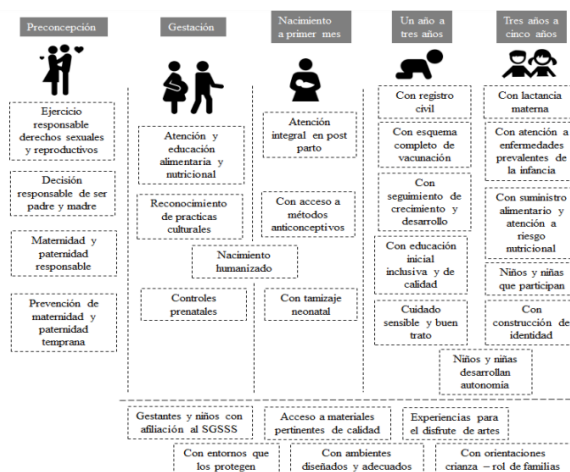 Preconcepción
Gestación
Nacimiento
a primer mes
Un año a
tres años
Tres años a
cinco años
Ejercicio
responsable
derechos sexuales
y reproductivos
Decisión
responsable de ser
padre y madre
Maternidad y
paternidad
responsable
Prevención de
maternidad y
paternidad
temprana
Atención y
educación
alimentaria y
nutricional
Reconocimiento
de practicas
culturales
Nacimiento
humanizado
Controles
prenatales
Atención
integral en post
parto
Con acceso a
métodos
anticonceptivos
Con tamizaje
neonatal
Con registro
civil
Con esquema
completo de
vacunación
Con
seguimiento de
crecimiento y
desarrollo
Con educación
inicial
inclusiva y de
calidad
Cuidado
sensible y buen
trato
Con lactancia
materna
Con atención a
enfermedades
prevalentes de
la infancia
Con suministro
alimentario y
atención a
riesgo
nutricional
Niños y niñas
que participan
Con
construcción de
identidad
Niños y niñas
desarrollan
autonomía
Gestantes y niños con
afiliación al SGSSS
Acceso a materiales
pertinentes de calidad
Experiencias para
el disfrute de artes
Con entornos que
los protegen
Con ambientes
diseñados y adecuados
Con orientaciones
crianza – rol de familias